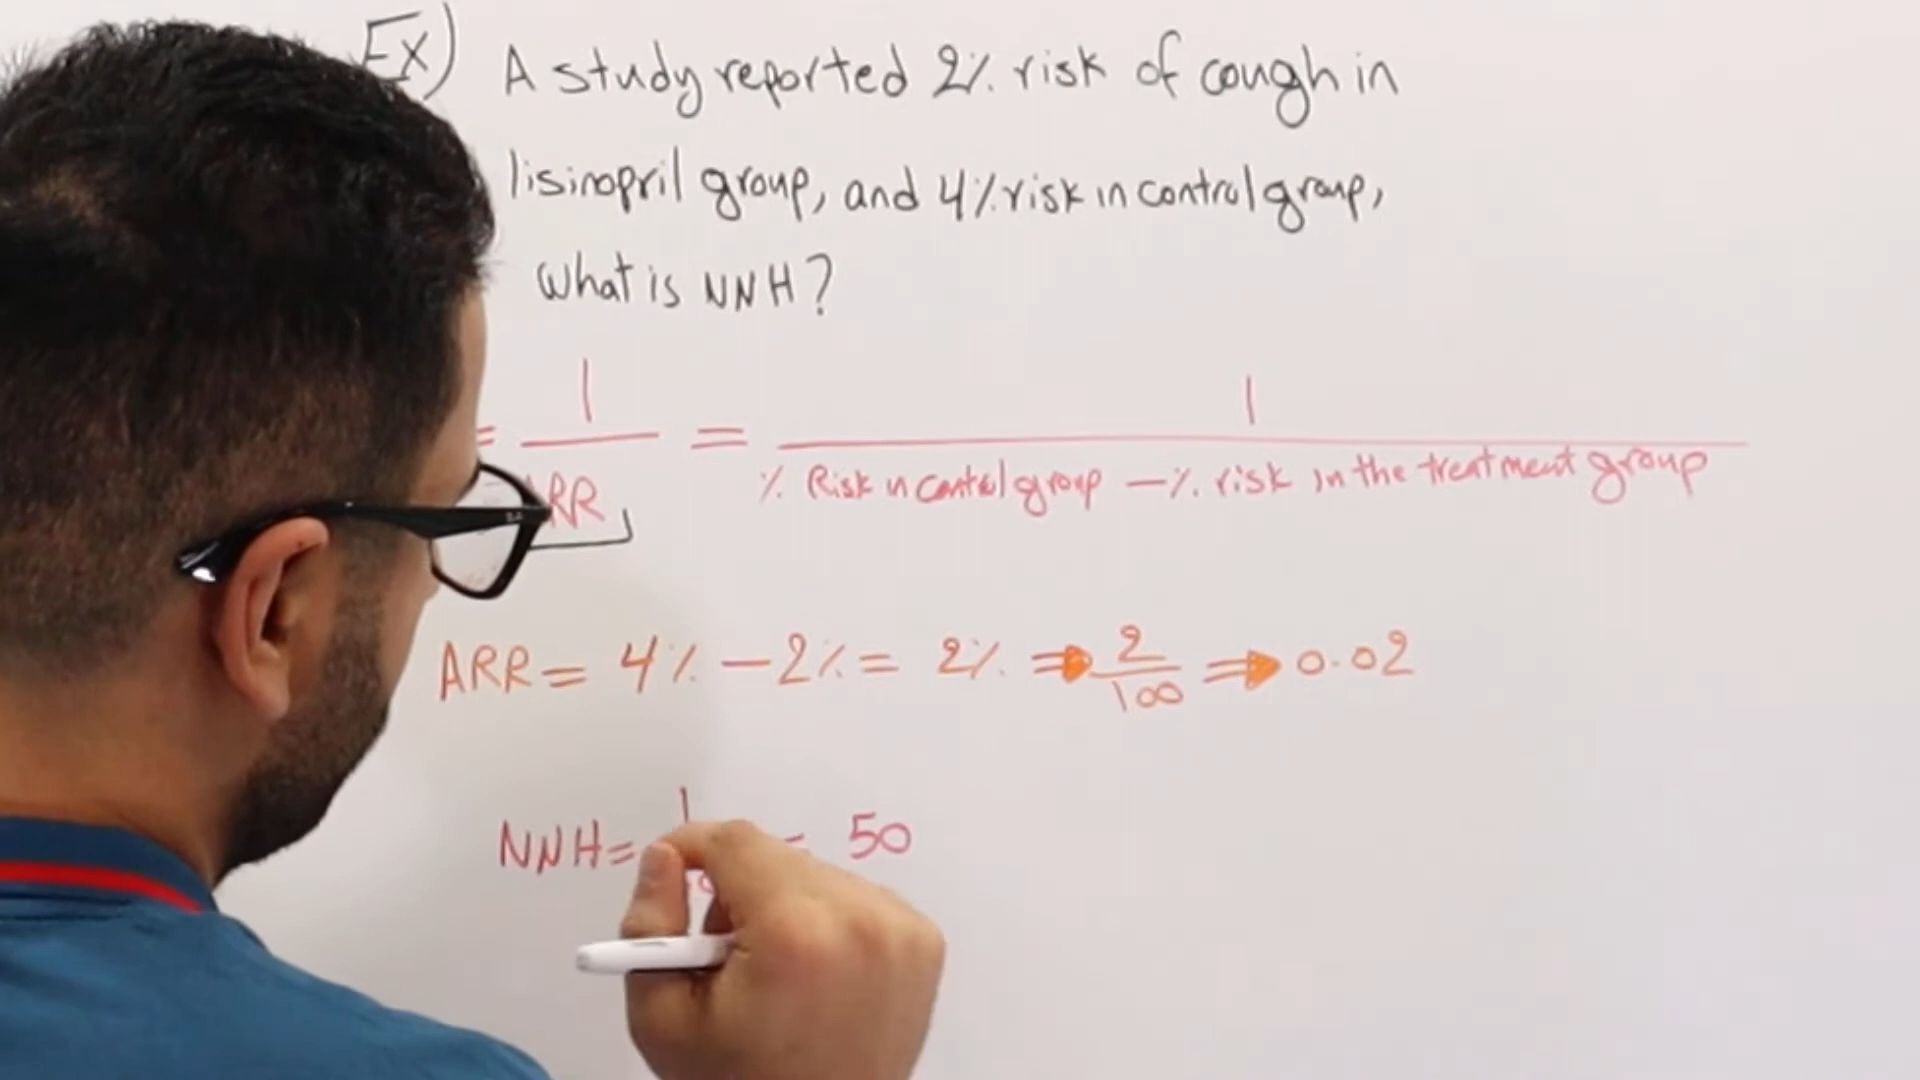 Ex) A study reported 2% risk of cough in
lisinopril group, and 4% risk in control group,
What is NNH?
= 1 / ARR = 1 / % Risk in control group – % risk in the treatment group
ARR = 4% – 2% = 2% ⇒ 2/100 ⇒ 0.02
NNH = 1 = 50